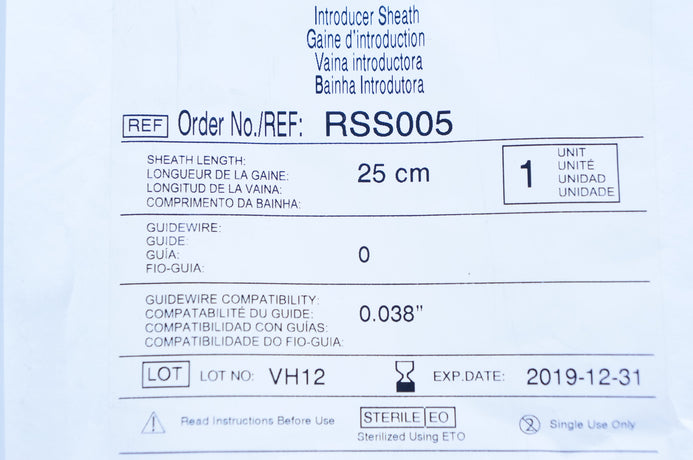 Introducer Sheath
Gaine d'introduction
Vaina introductora
Bainha Introdutora
REF Order No./REF: RSS005
SHEATH LENGTH:
LONGUEUR DE LA GAINE:
LONGITUD DE LA VAINA:
COMPRIMENTO DA BAINHA:
25 cm
1
UNIT
UNITÉ
UNIDAD
UNIDADE
GUIDEWIRE:
GUIDE:
GUÍA:
FIO-GUIA:
0
GUIDEWIRE COMPATIBILITY:
COMPATABILITÉ DU GUIDE:
COMPATIBILIDAD CON GUÍAS:
COMPATIBILIDADE DO FIO-GUIA:
0.038"
LOT LOT NO: VH12 EXP.DATE: 2019-12-31
Read Instructions Before Use
STERILE EO
Sterilized Using ETO
2 Single Use Only